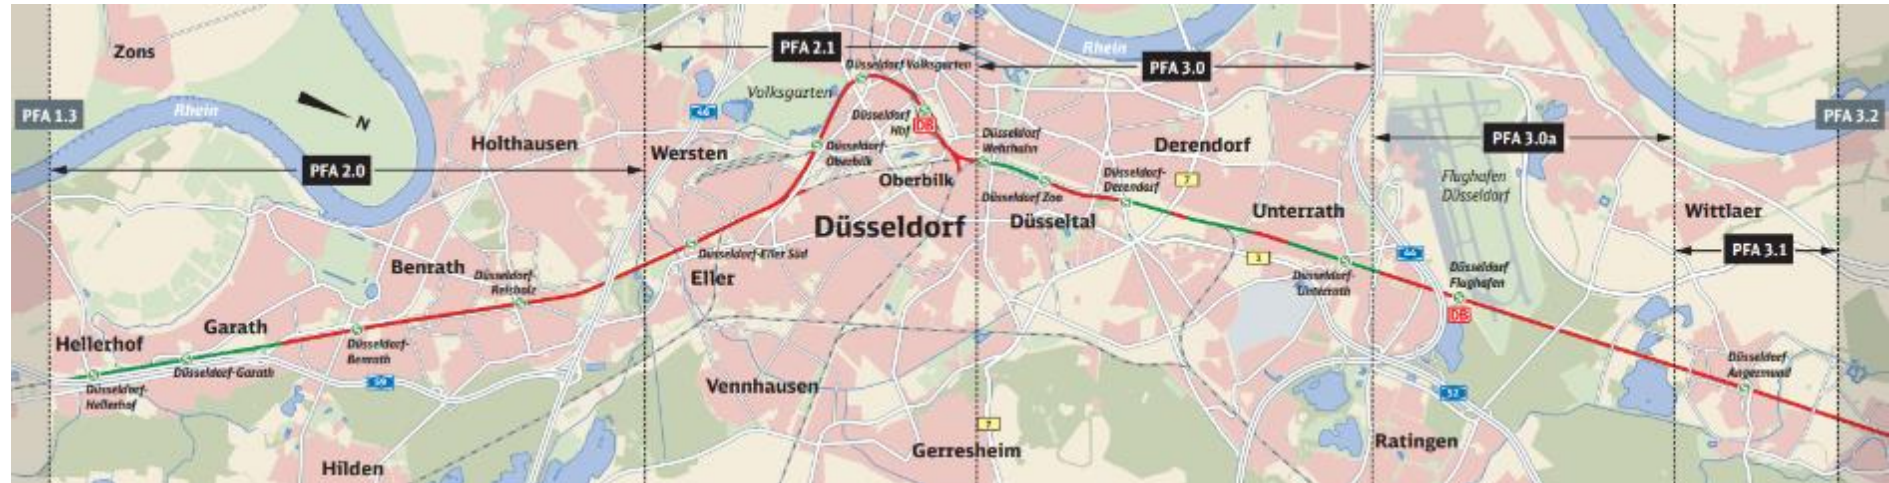 Zons
PFA 1.3
Rhein
N
PFA 2.0
Holthausen
Benrath
Düsseldorf-
Reisholz
Garath
Hellerhof
Düsseldorf-
Hellerhof
Düsseldorf-Garath
Düsseldorf-
Benrath
59
Hilden
PFA 2.1
Düsseldorf Volksgarten
Volksgarten
46
Wersten
Düsseldorf
Hbf
DB
Düsseldorf-
Oberbilk
Oberbilk
Düsseldorf
Düsseldorf-Eller Süd
Eller
Vennhausen
Gerresheim
7
Rhein
PFA 3.0
Düsseldorf
Wehrhahn
Derendorf
Düsseldorf-
Derendorf
7
Düsseldorf Zoo
Düsseltal
Unterrath
1
Düsseldorf-
Unterrath
PFA 3.0a
Flughafen
Düsseldorf
44
Düsseldorf
Flughafen
DB
52
Ratingen
PFA 3.2
Wittlaer
PFA 3.1
Düsseldorf
Angermund